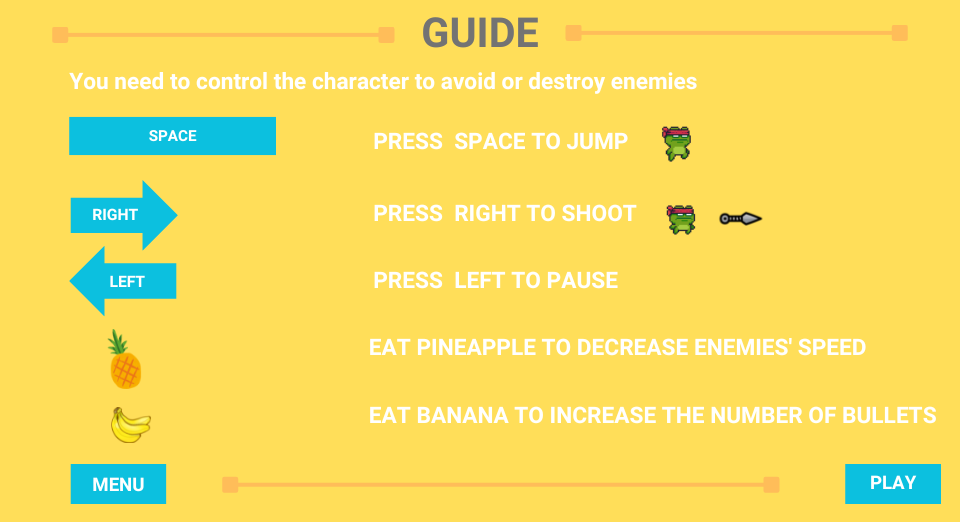 GUIDE
You need to control the character to avoid or destroy enemies
SPACE
PRESS SPACE TO JUMP
RIGHT
PRESS RIGHT TO SHOOT
LEFT
PRESS LEFT TO PAUSE
EAT PINEAPPLE TO DECREASE ENEMIES' SPEED
EAT BANANA TO INCREASE THE NUMBER OF BULLETS
MENU
PLAY